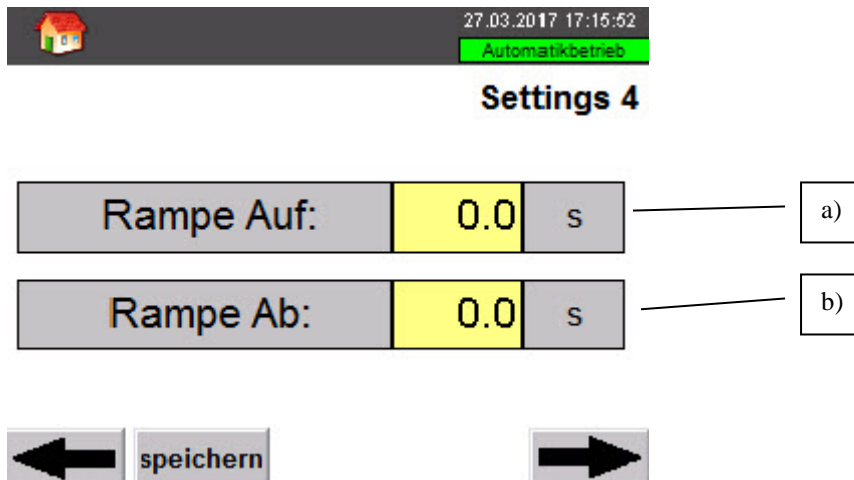 27.03.2017 17:15:52
Automatikbetrieb
Settings 4
Rampe Auf: 0.0 s a)
Rampe Ab: 0.0 s b)
speichern